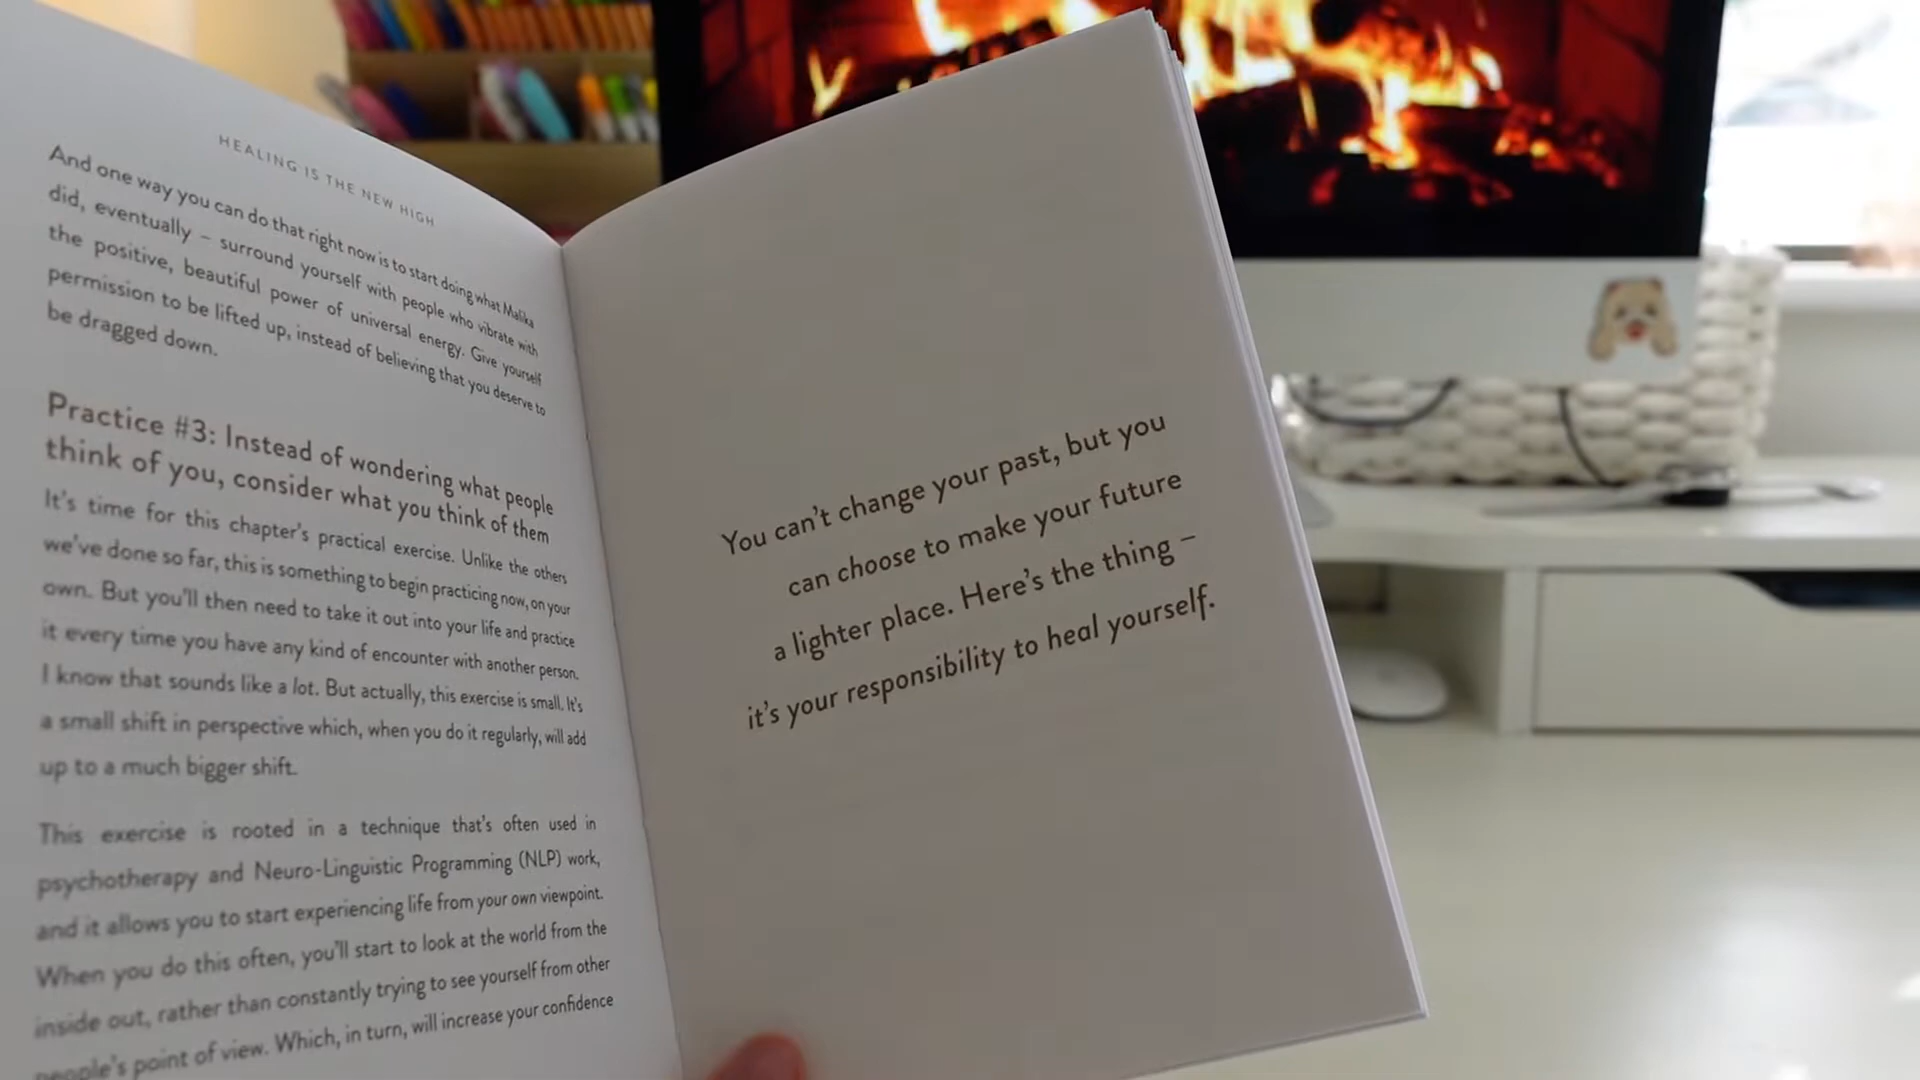 HEALING IS THE NEW HIGH
And one way you can do that right now is to start doing what Malika
did, eventually – surround yourself with people who vibrate with
the positive, beautiful power of universal energy. Give yourself
permission to be lifted up, instead of believing that you deserve to
be dragged down.
Practice #3: Instead of wondering what people
think of you, consider what you think of them
It's time for this chapter's practical exercise. Unlike the others
we've done so far, this is something to begin practicing now, on your
own. But you'll then need to take it out into your life and practice
it every time you have any kind of encounter with another person.
I know that sounds like a lot. But actually, this exercise is small. It's
a small shift in perspective which, when you do it regularly, will add
up to a much bigger shift.
This exercise is rooted in a technique that's often used in
psychotherapy and Neuro-Linguistic Programming (NLP) work,
and it allows you to start experiencing life from your own viewpoint.
When you do this often, you'll start to look at the world from the
inside out, rather than constantly trying to see yourself from other
people's point of view. Which, in turn, will increase your confidence
You can't change your past, but you
can choose to make your future
a lighter place. Here's the thing –
it's your responsibility to heal yourself.